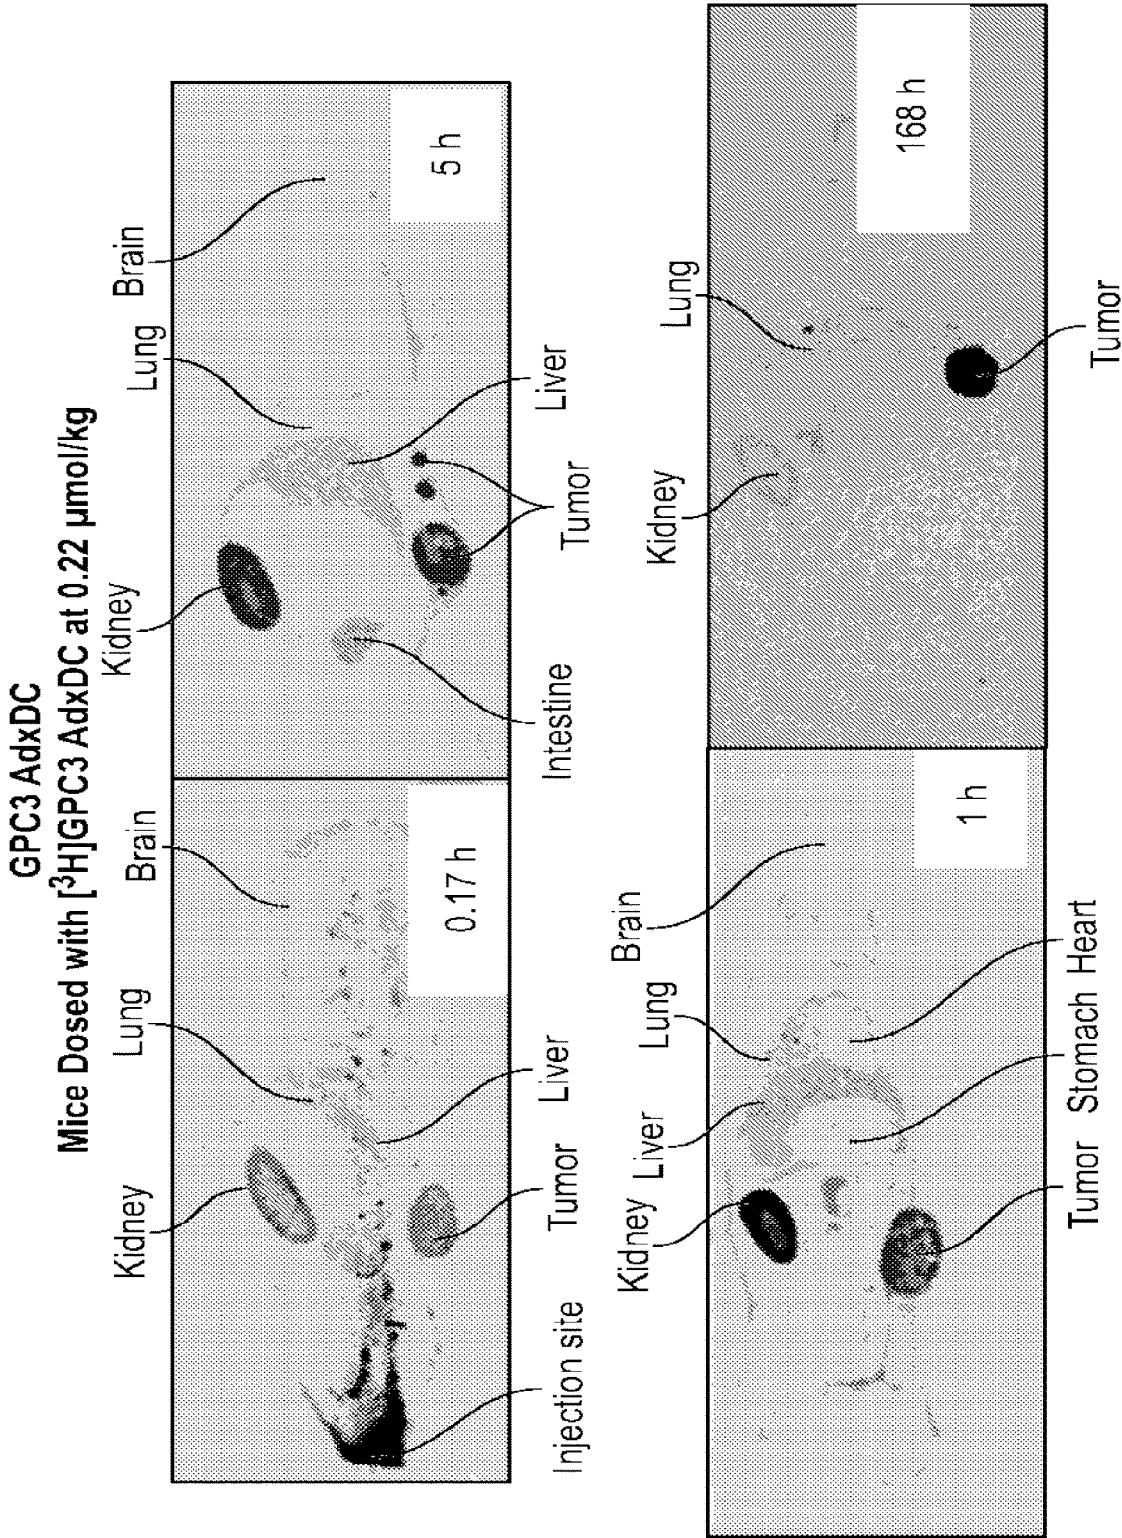 GPC3 AdxDC
Mice Dosed with [³H]GPC3 AdxDC at 0.22 µmol/kg
Kidney
Lung
Brain
0.17 h
Injection site
Tumor
Liver
Kidney
Lung
Brain
5 h
Intestine
Tumor
Liver
Kidney
Liver
Lung
Brain
1 h
Tumor
Stomach
Heart
Kidney
Lung
168 h
Tumor